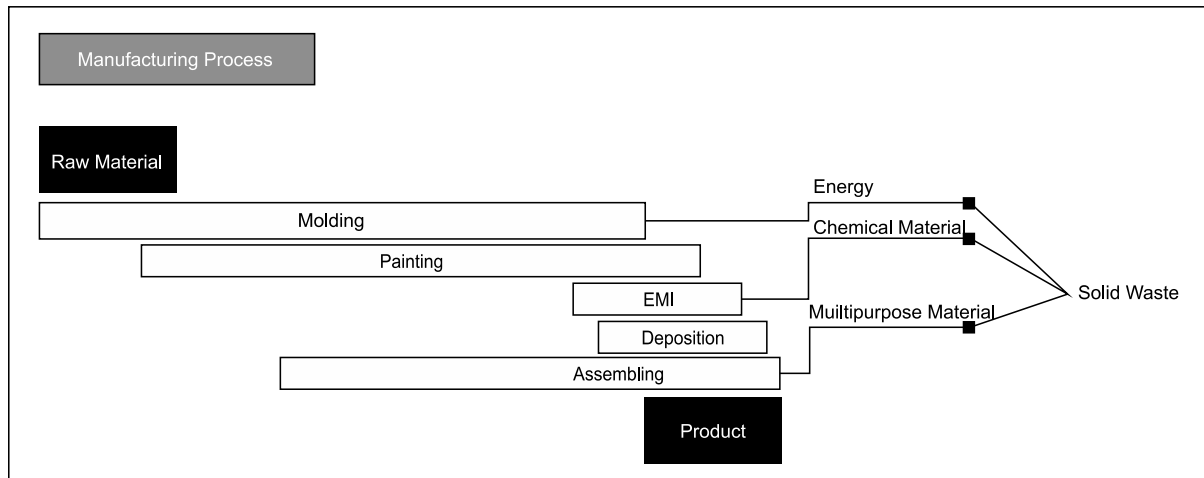 Manufacturing Process
Raw Material
Energy
Molding
Chemical Material
Painting
EMI
Solid Waste
Muiltipurpose Material
Deposition
Assembling
Product